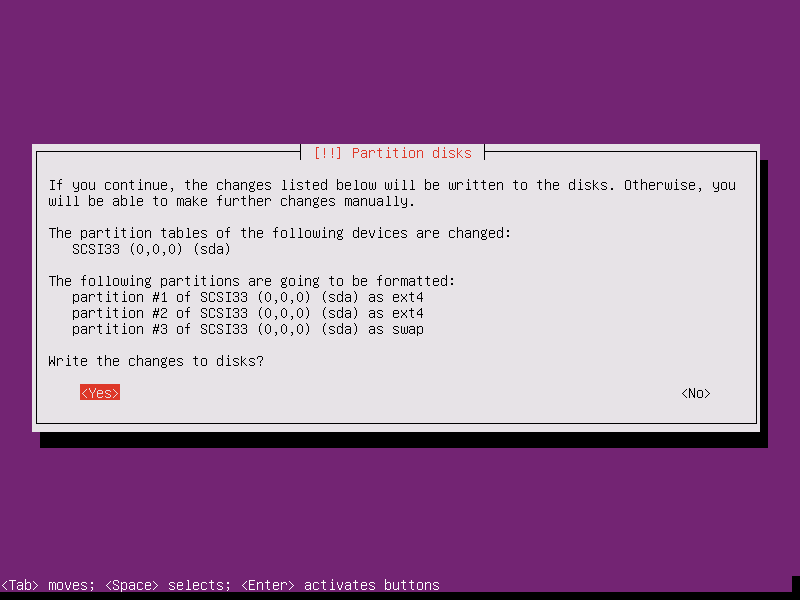 [!!] Partition disks
If you continue, the changes listed below will be written to the disks. Otherwise, you
will be able to make further changes manually.
The partition tables of the following devices are changed:
SCSI33 (0,0,0) (sda)
The following partitions are going to be formatted:
partition #1 of SCSI33 (0,0,0) (sda) as ext4
partition #2 of SCSI33 (0,0,0) (sda) as ext4
partition #3 of SCSI33 (0,0,0) (sda) as swap
Write the changes to disks?
<Yes> <No>
<Tab> moves; <Space> selects; <Enter> activates buttons